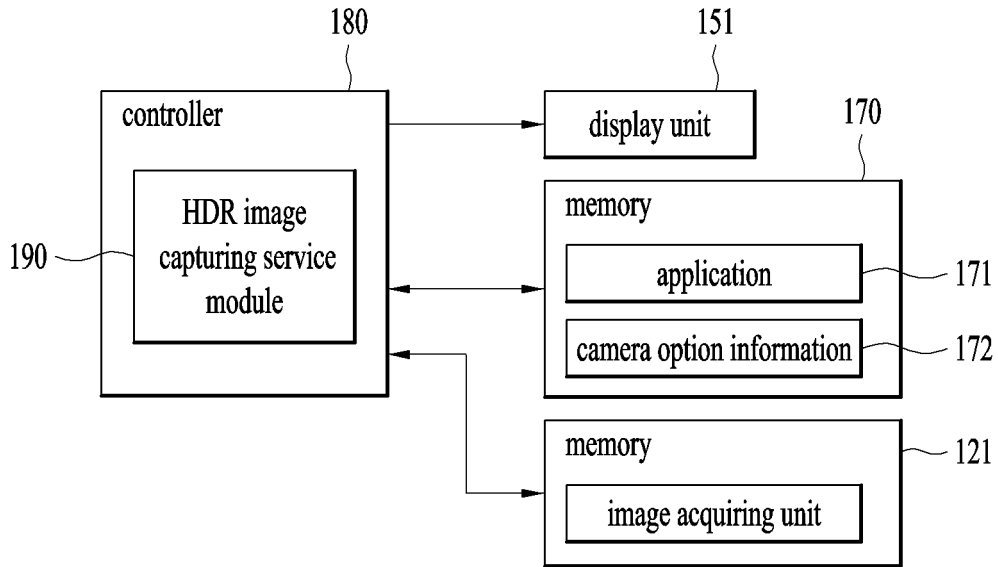 180
151
controller
display unit
170
memory
HDR image
capturing service
module
190
application
171
camera option information
172
memory
121
image acquiring unit